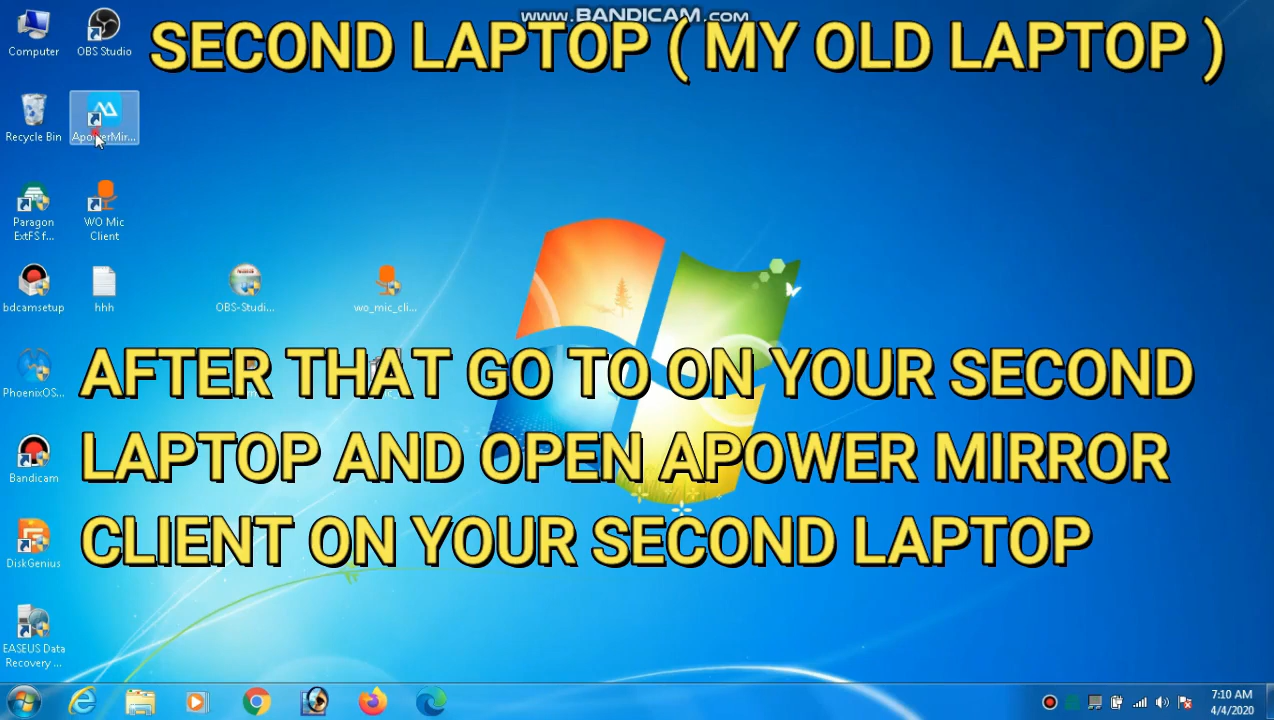 www.BANDICAM.com
SECOND LAPTOP ( MY OLD LAPTOP )
Computer
OBS Studio
Recycle Bin
ApowerMir...
Paragon
ExtFS f...
WO Mic
Client
bdcamsetup
hhh
OBS-Studi...
wo_mic_cli...
AFTER THAT GO TO ON YOUR SECOND
LAPTOP AND OPEN APOWER MIRROR
CLIENT ON YOUR SECOND LAPTOP
PhoenixOS...
Bandicam
DiskGenius
EASEUS Data
Recovery ...
7:10 AM
4/4/2020